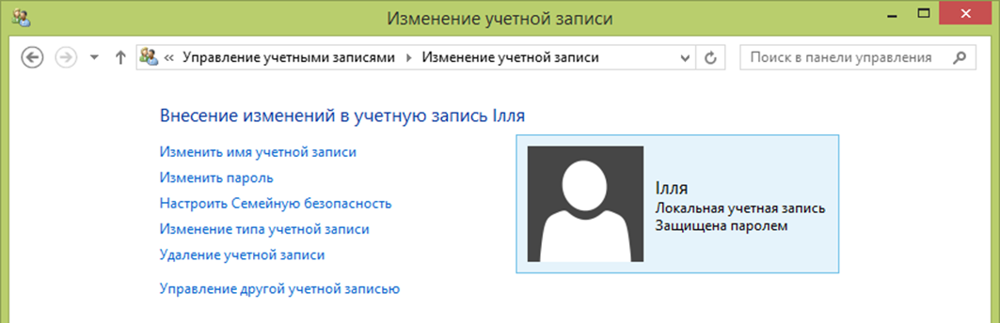 Изменение учетной записи
« Управление учетными записями Изменение учетной записи
Поиск в панели управления
Внесение изменений в учетную запись Ілля
Изменить имя учетной записи
Изменить пароль
Настроить Семейную безопасность
Изменение типа учетной записи
Удаление учетной записи
Управление другой учетной записью
Ілля
Локальная учетная запись
Защищена паролем